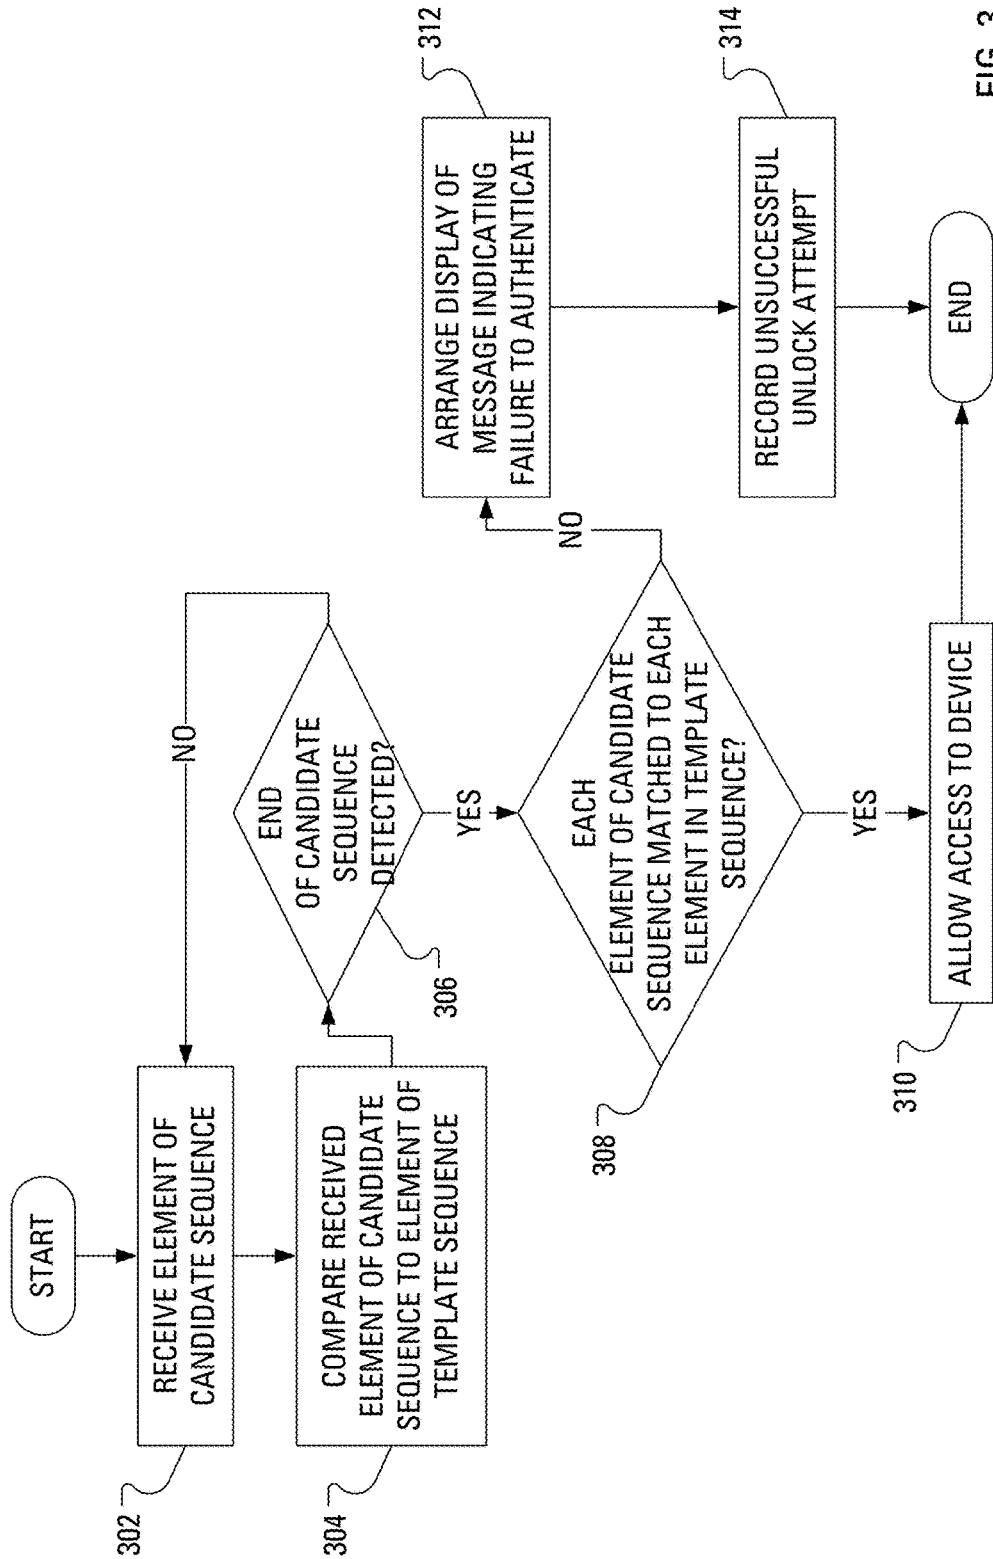 START
302
RECEIVE ELEMENT OF
CANDIDATE SEQUENCE
304
COMPARE RECEIVED
ELEMENT OF CANDIDATE
SEQUENCE TO ELEMENT OF
TEMPLATE SEQUENCE
NO
END
OF CANDIDATE
SEQUENCE
DETECTED?
306
YES
EACH
ELEMENT OF CANDIDATE
SEQUENCE MATCHED TO EACH
ELEMENT IN TEMPLATE
SEQUENCE?
308
NO
YES
ALLOW ACCESS TO DEVICE
310
ARRANGE DISPLAY OF
MESSAGE INDICATING
FAILURE TO AUTHENTICATE
312
RECORD UNSUCCESSFUL
UNLOCK ATTEMPT
314
END
FIG. 3